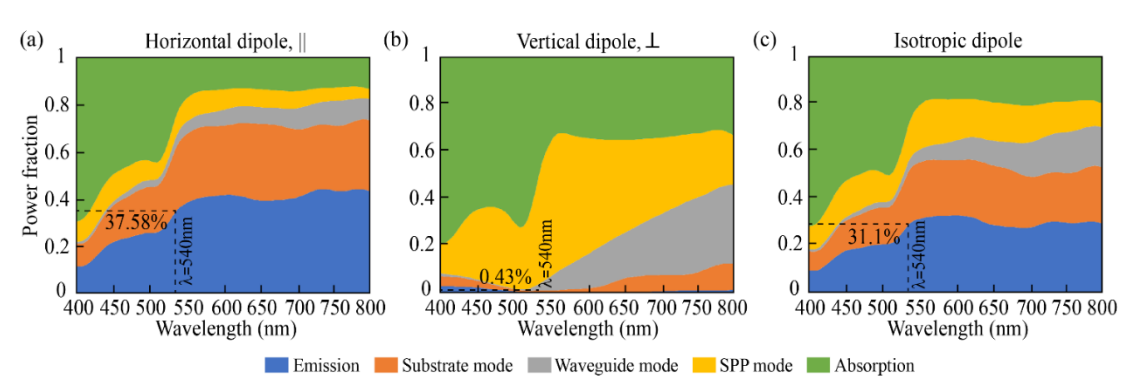 (a) Horizontal dipole, ||
(b) Vertical dipole, ⊥
(c) Isotropic dipole
Power fraction
1
0.8
0.6
0.4
0.2
0
37.58%
λ=540nm
400 450 500 550 600 650 700 750 800
Wavelength (nm)
1
0.8
0.6
0.4
0.2
0
0.43%
λ=540nm
400 450 500 550 600 650 700 750 800
Wavelength (nm)
1
0.8
0.6
0.4
0.2
0
31.1%
λ=540nm
400 450 500 550 600 650 700 750 800
Wavelength (nm)
Emission Substrate mode Waveguide mode SPP mode Absorption